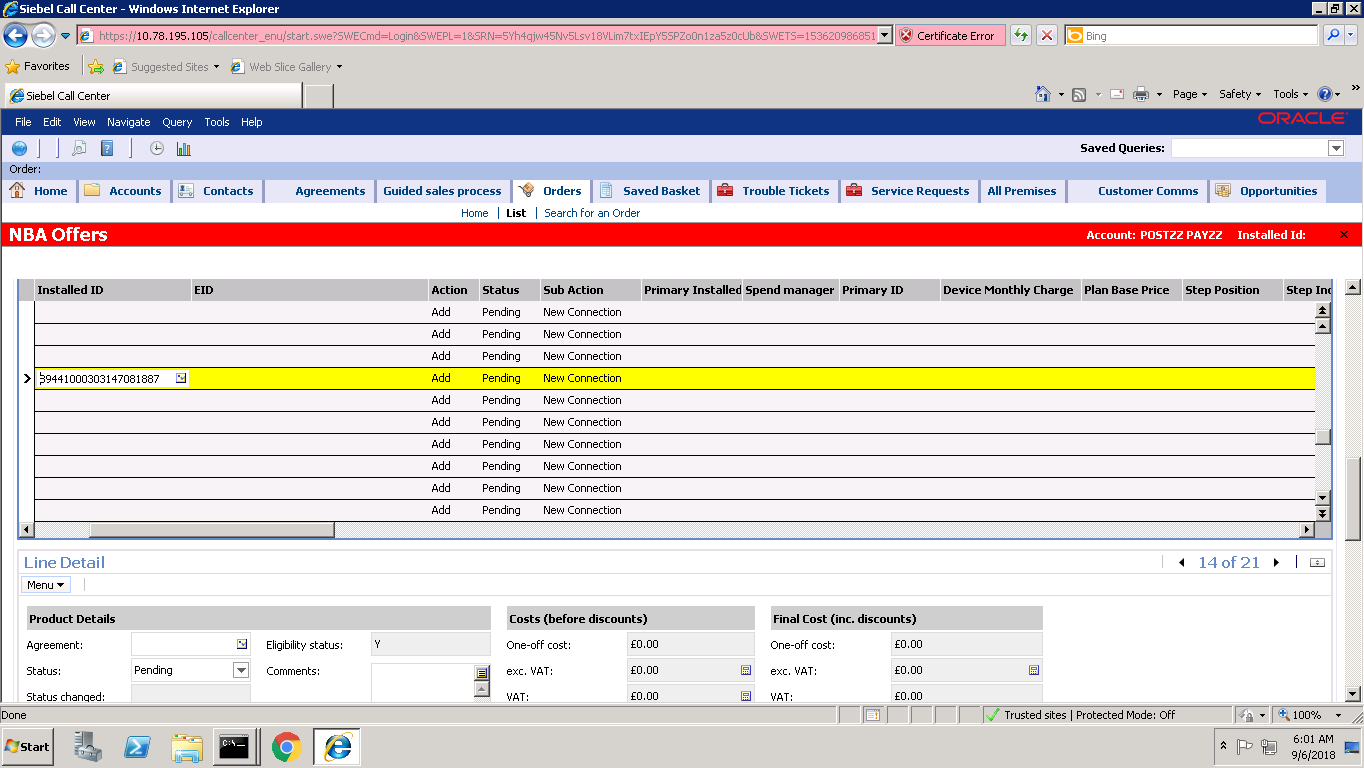 Siebel Call Center - Windows Internet Explorer
https://10.78.195.105/callcenter_enu/start.swe?SWECmd=Login&SWEPL=1&SRN=5Yh4qjw45Nv5Lsv18VLim7txIEpY5SPZo0n1za5z0cUb&SWETS=153620986851 Certificate Error Bing
Favorites Suggested Sites Web Slice Gallery
Siebel Call Center Page Safety Tools
File Edit View Navigate Query Tools Help ORACLE
Saved Queries:
Order:
Home Accounts Contacts Agreements Guided sales process Orders Saved Basket Trouble Tickets Service Requests All Premises Customer Comms Opportunities
Home List Search for an Order
NBA Offers Account: POSTZZ PAYZZ Installed Id:
Installed ID EID Action Status Sub Action Primary Installed Spend manager Primary ID Device Monthly Charge Plan Base Price Step Position Step Inc
Add Pending New Connection
Add Pending New Connection
Add Pending New Connection
39441000303147081887 Add Pending New Connection
Add Pending New Connection
Add Pending New Connection
Add Pending New Connection
Add Pending New Connection
Add Pending New Connection
Add Pending New Connection
Line Detail 14 of 21
Menu
Product Details Costs (before discounts) Final Cost (inc. discounts)
Agreement: Eligibility status: Y One-off cost: £0.00 One-off cost: £0.00
Status: Pending Comments: exc. VAT: £0.00 exc. VAT: £0.00
Status changed: VAT: £0.00 VAT: £0.00
Done Trusted sites | Protected Mode: Off 100%
Start 6:01 AM
9/6/2018